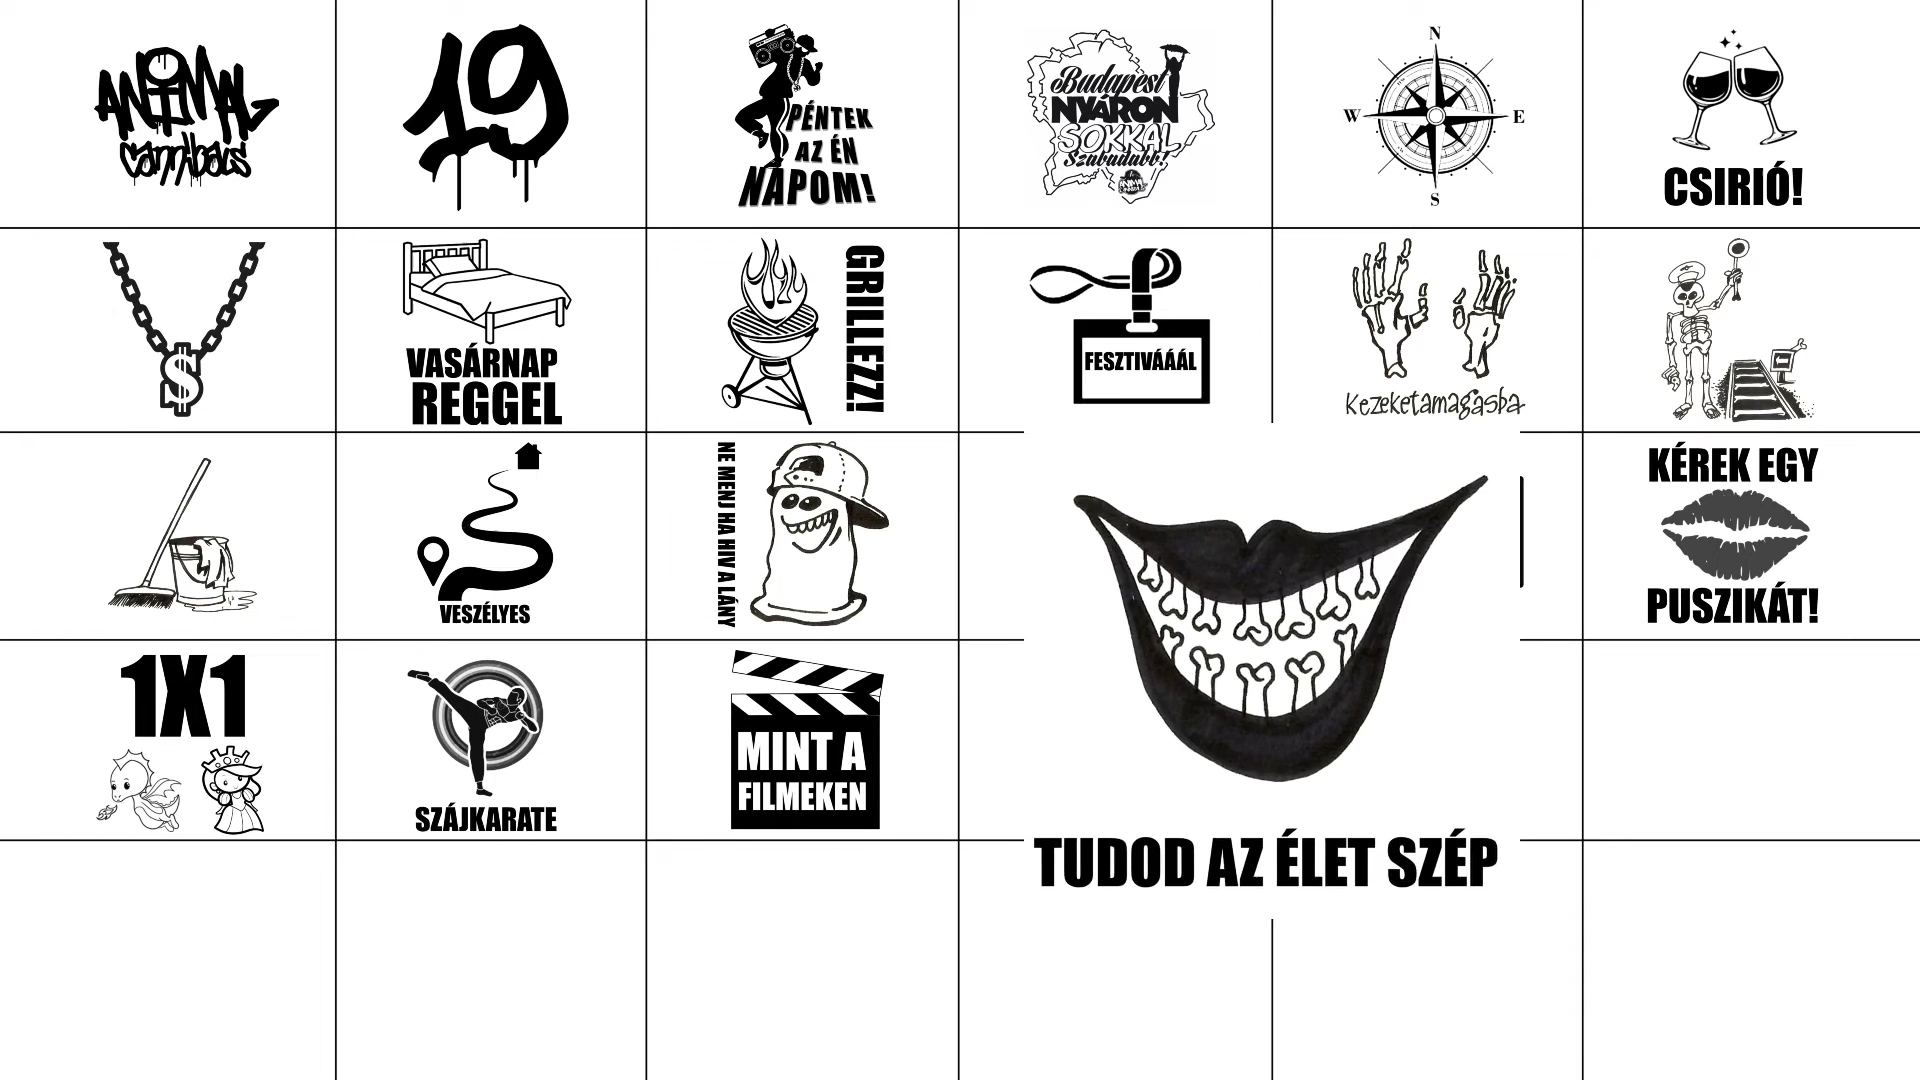 ANIMAL
Cannibals
19
PÉNTEK
AZ ÉN
NAPOM!
Budapest
NYÁRON
SOKKAL
Szabadabb!
N
W
E
S
CSIRIÓ!
$
VASÁRNAP
REGGEL
GRILLEZZ!
FESZTIVÁÁÁL
Kezeketamagasba
VESZÉLYES
NE MENJ HA HIV A LÁNY
KÉREK EGY
PUSZIKÁT!
1X1
SZÁJKARATE
MINT A
FILMEKEN
TUDOD AZ ÉLET SZÉP